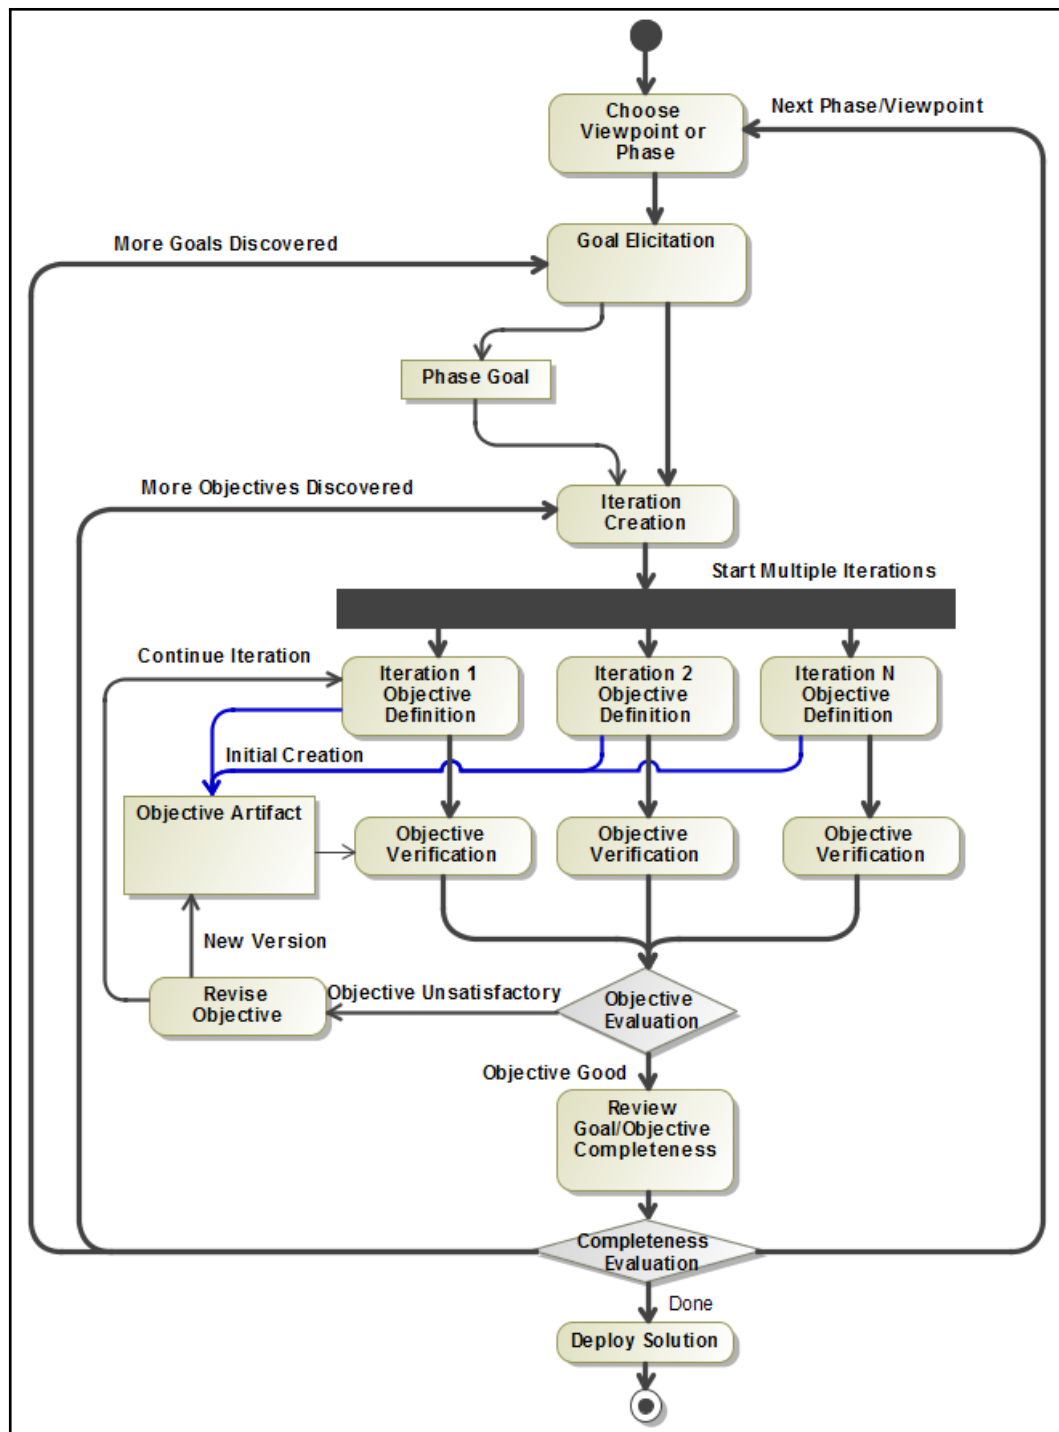 Choose
Viewpoint or
Phase
Next Phase/Viewpoint
Goal Elicitation
More Goals Discovered
Phase Goal
More Objectives Discovered
Iteration
Creation
Start Multiple Iterations
Continue Iteration
Iteration 1
Objective
Definition
Iteration 2
Objective
Definition
Iteration N
Objective
Definition
Initial Creation
Objective Artifact
Objective
Verification
Objective
Verification
Objective
Verification
New Version
Revise
Objective
Objective Unsatisfactory
Objective
Evaluation
Objective Good
Review
Goal/Objective
Completeness
Completeness
Evaluation
Done
Deploy Solution